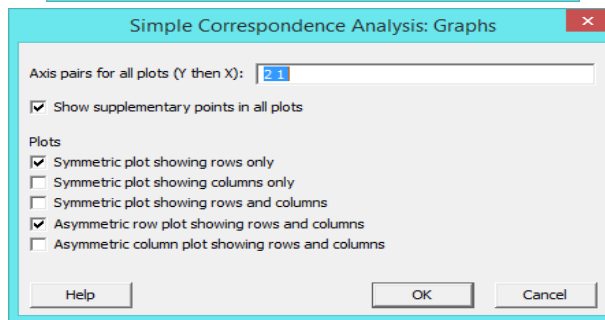 Simple Correspondence Analysis: Graphs
Axis pairs for all plots (Y then X): 2 1
Show supplementary points in all plots
Plots
Symmetric plot showing rows only
Symmetric plot showing columns only
Symmetric plot showing rows and columns
Asymmetric row plot showing rows and columns
Asymmetric column plot showing rows and columns
Help OK Cancel